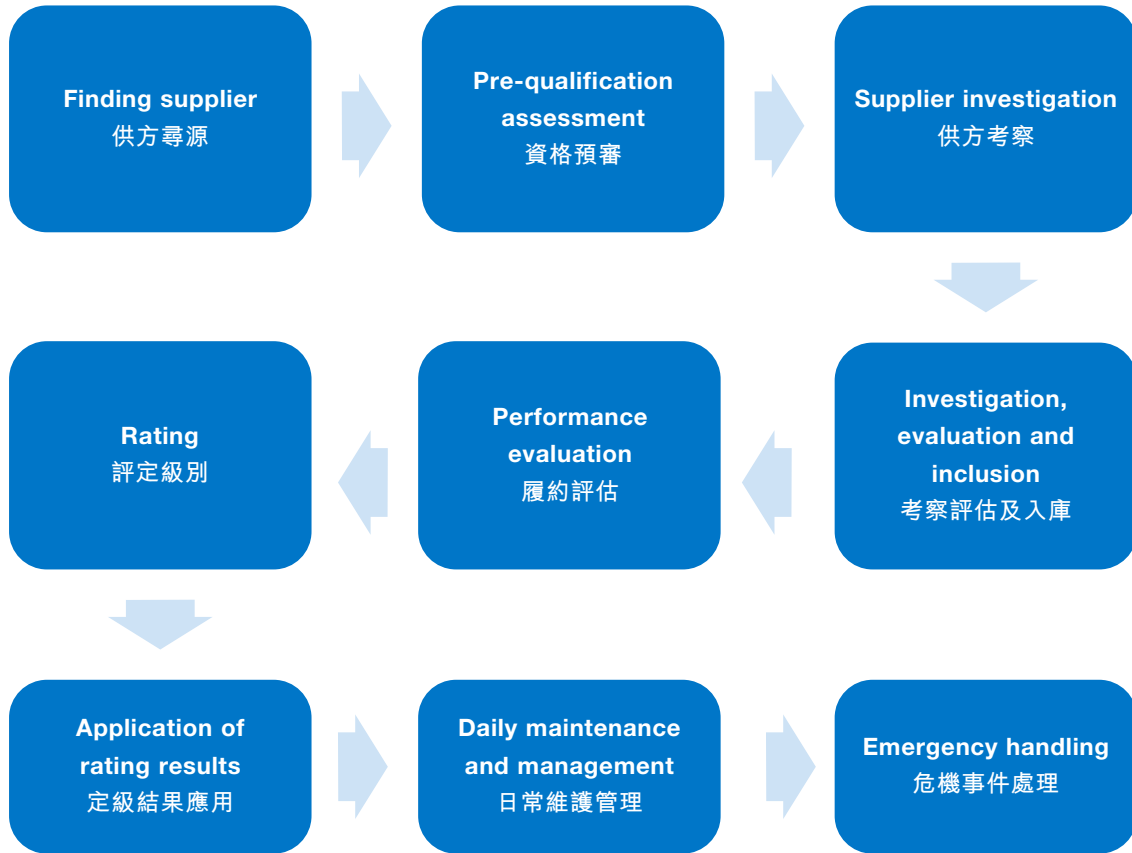 Finding supplier
供方尋源
Pre-qualification
assessment
資格預審
Supplier investigation
供方考察
Investigation,
evaluation and
inclusion
考察評估及入庫
Performance
evaluation
履約評估
Rating
評定級別
Application of
rating results
定級結果應用
Daily maintenance
and management
日常維護管理
Emergency handling
危機事件處理